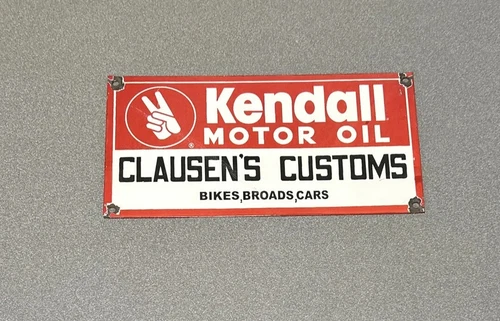 Kendall
®
MOTOR OIL
CLAUSEN'S CUSTOMS
BIKES,BROADS,CARS